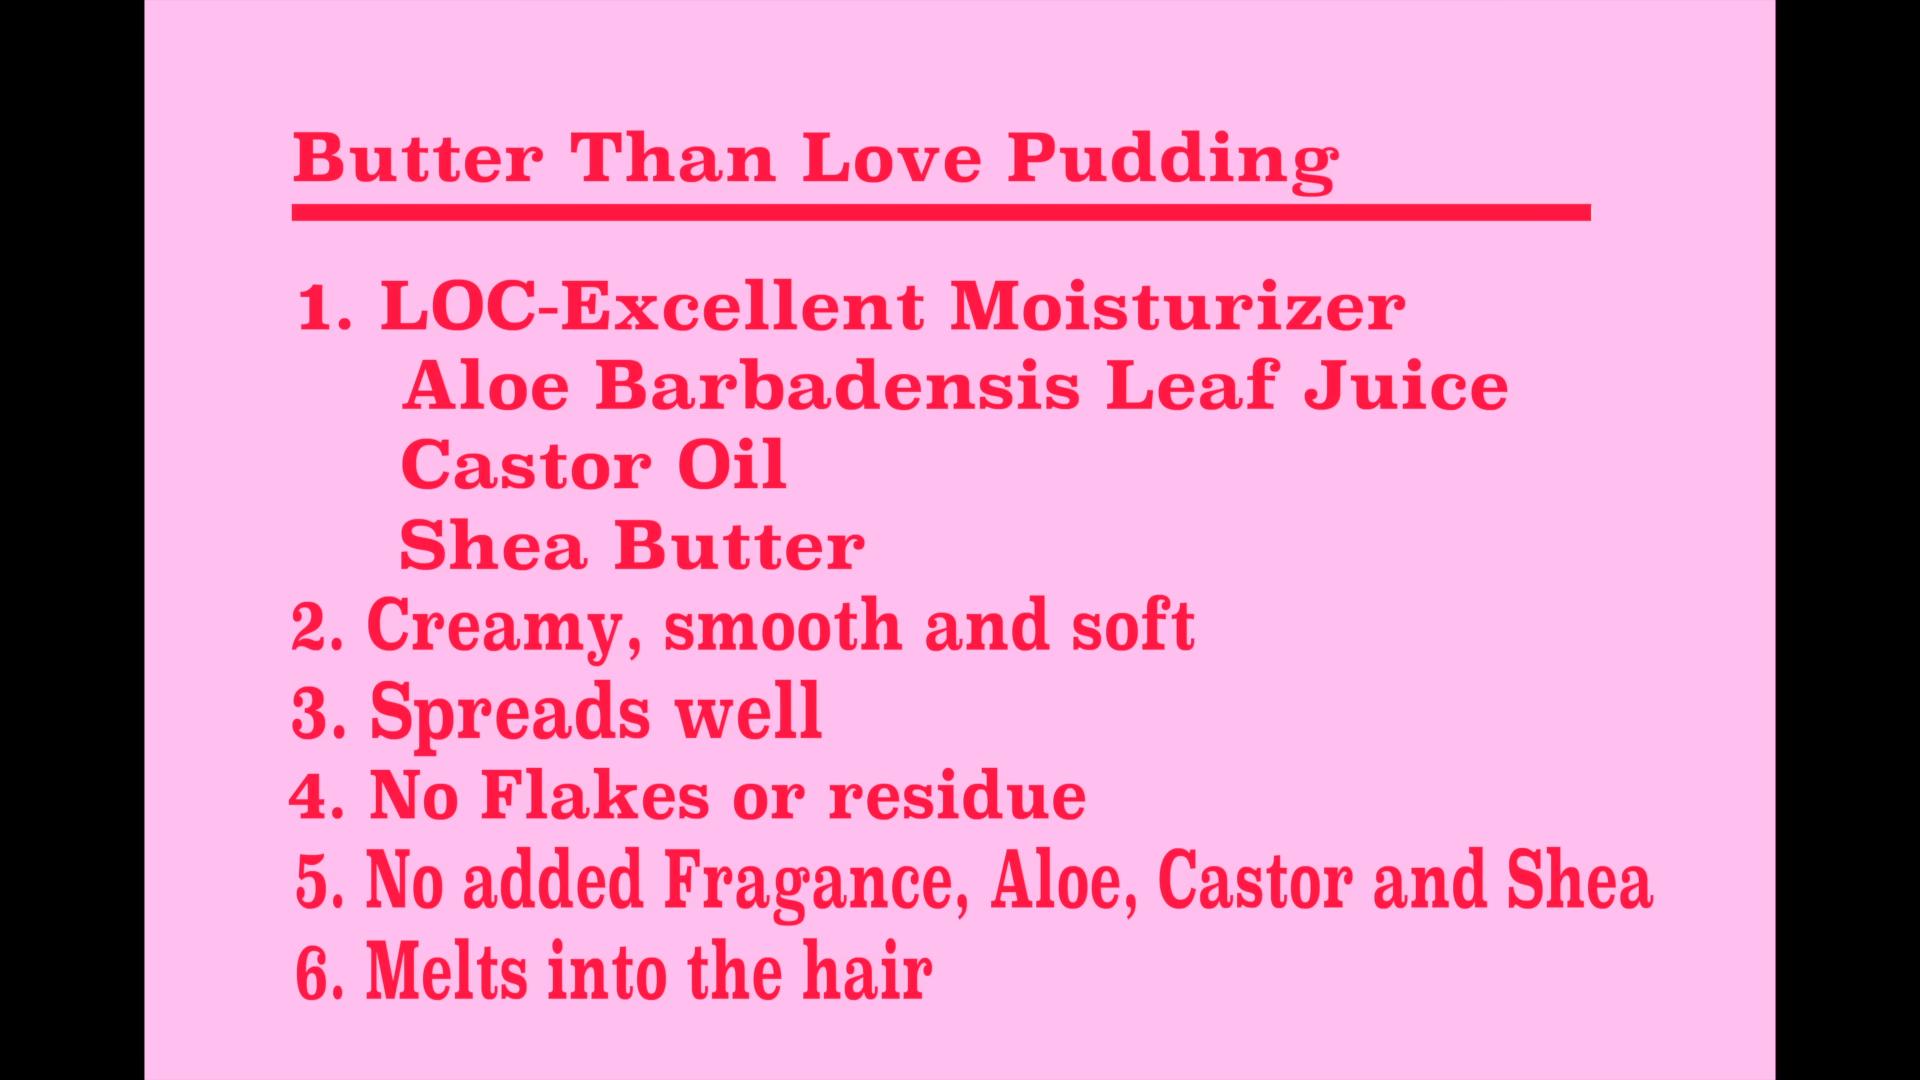 Butter Than Love Pudding
1. LOC-Excellent Moisturizer
Aloe Barbadensis Leaf Juice
Castor Oil
Shea Butter
2. Creamy, smooth and soft
3. Spreads well
4. No Flakes or residue
5. No added Fragance, Aloe, Castor and Shea
6. Melts into the hair